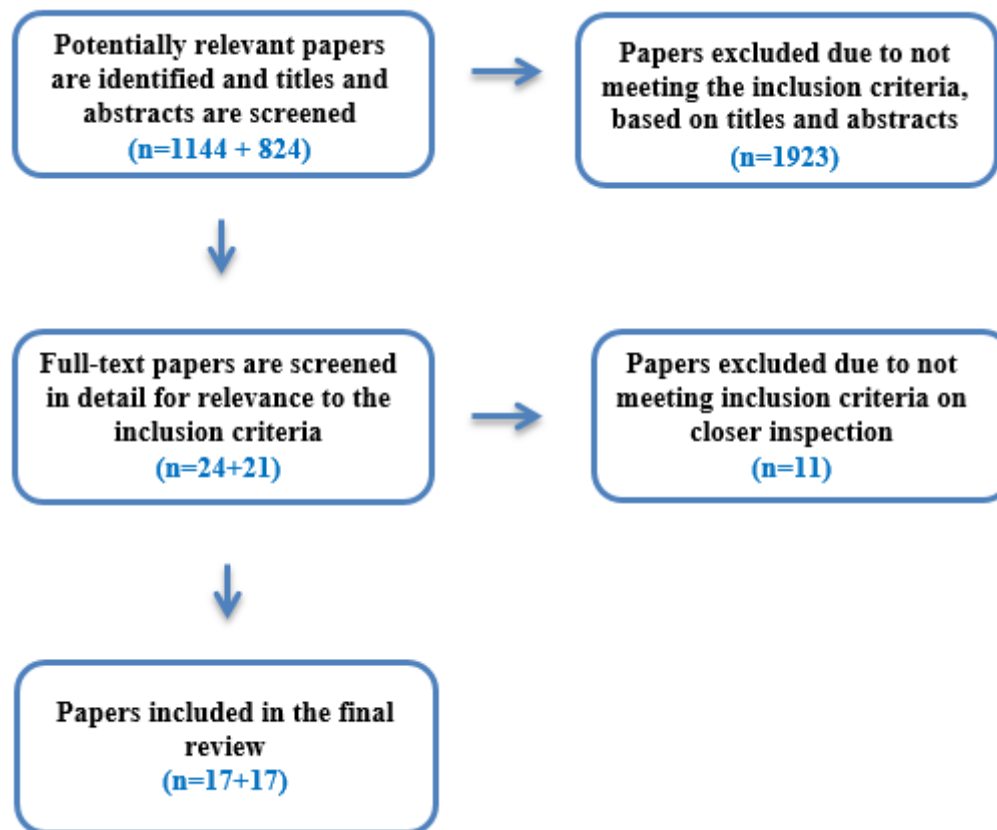 Potentially relevant papers
are identified and titles and
abstracts are screened
(n=1144 + 824)
Papers excluded due to not
meeting the inclusion criteria,
based on titles and abstracts
(n=1923)
Full-text papers are screened
in detail for relevance to the
inclusion criteria
(n=24+21)
Papers excluded due to not
meeting inclusion criteria on
closer inspection
(n=11)
Papers included in the final
review
(n=17+17)